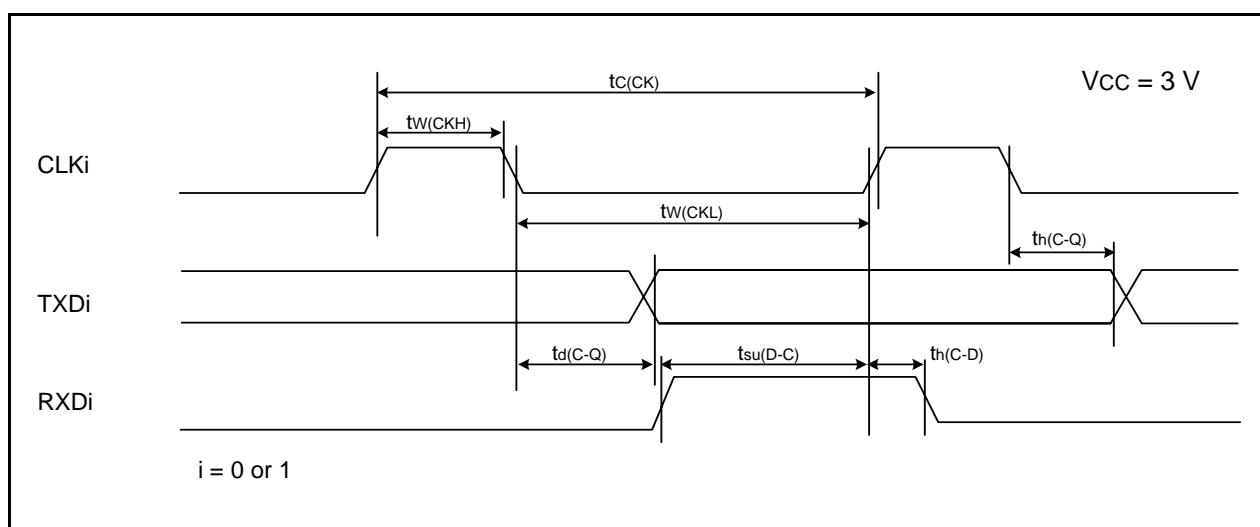 tC(CK)
VCC = 3 V
tW(CKH)
CLKi
tW(CKL)
th(C-Q)
TXDi
td(C-Q)
tsu(D-C)
th(C-D)
RXDi
i = 0 or 1